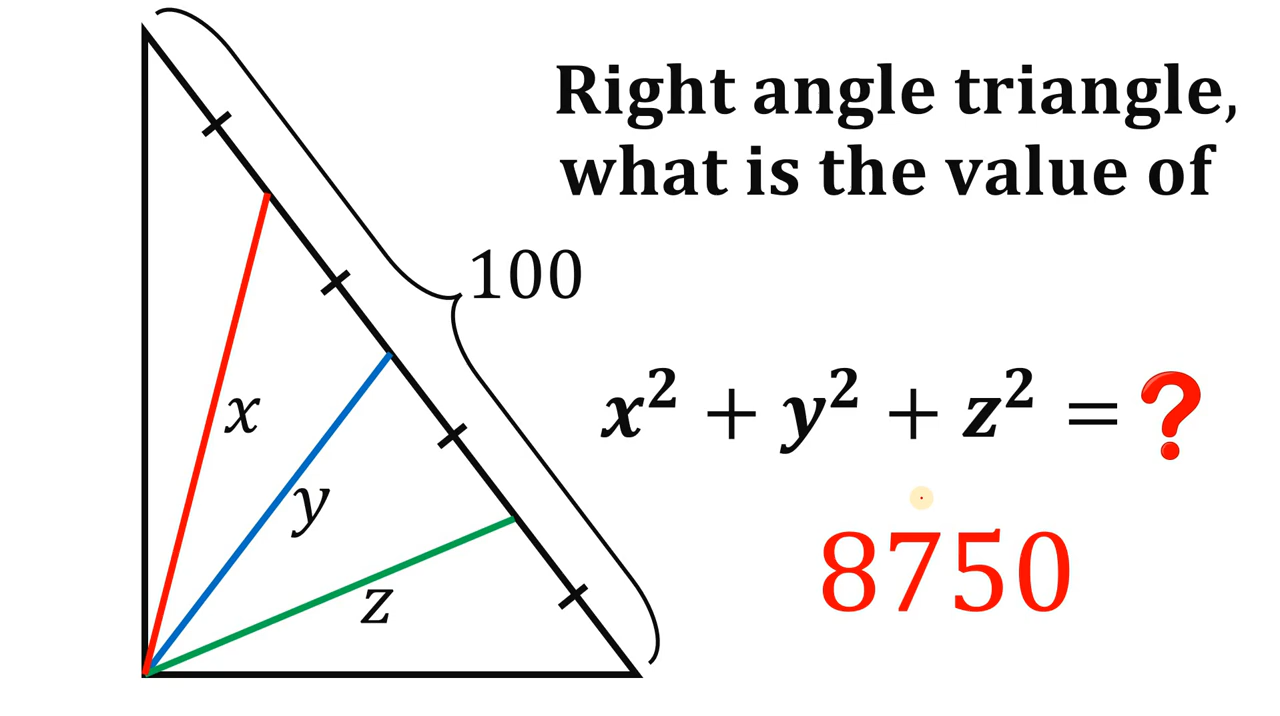 Right angle triangle,
what is the value of
100
x² + y² + z² = ❓
x
y
8750
z